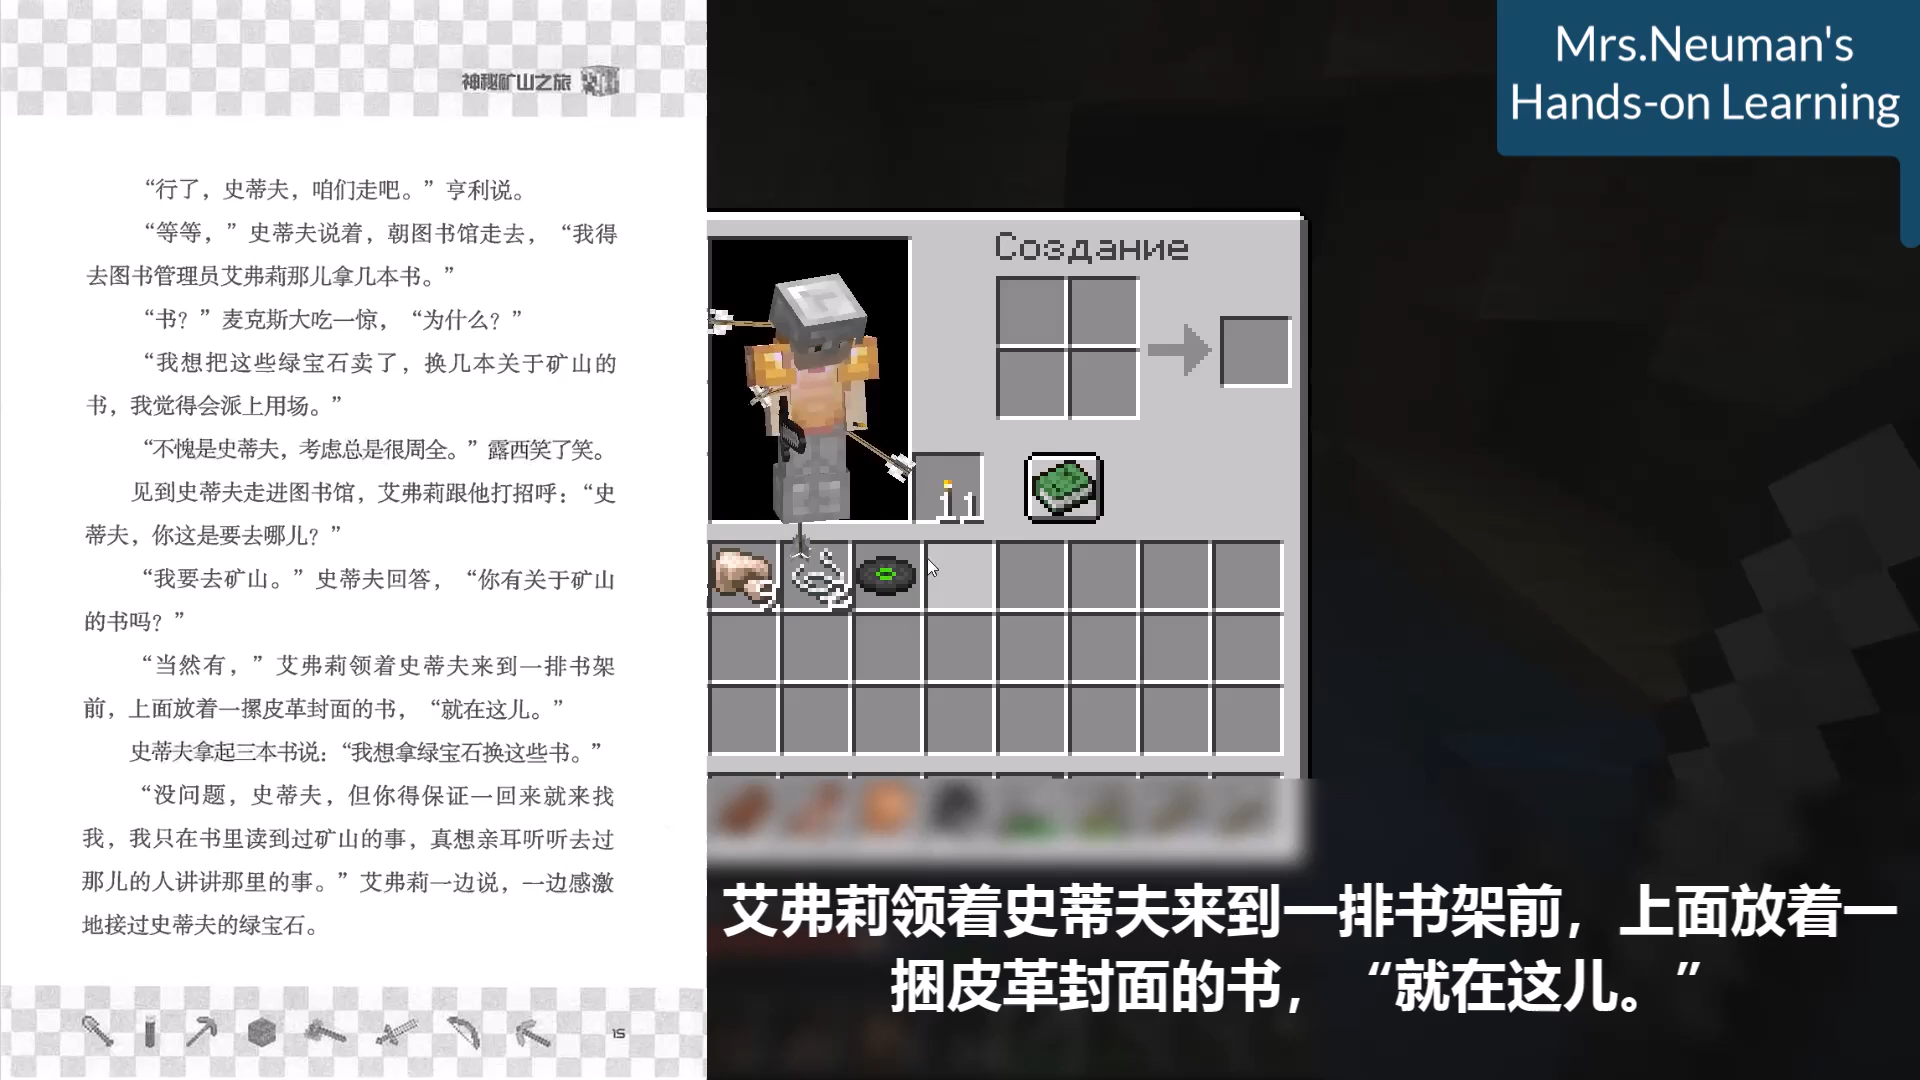 神秘矿山之旅
“行了，史蒂夫，咱们走吧。”亨利说。
“等等，”史蒂夫说着，朝图书馆走去，“我得
去图书管理员艾弗莉那儿拿几本书。”
“书？”麦克斯大吃一惊，“为什么？”
“我想把这些绿宝石卖了，换几本关于矿山的
书，我觉得会派上用场。”
“不愧是史蒂夫，考虑总是很周全。”露西笑了笑。
见到史蒂夫走进图书馆，艾弗莉跟他打招呼：“史
蒂夫，你这是要去哪儿？”
“我要去矿山。”史蒂夫回答，“你有关于矿山
的书吗？”
“当然有，”艾弗莉领着史蒂夫来到一排书架
前，上面放着一摞皮革封面的书，“就在这儿。”
史蒂夫拿起三本书说：“我想拿绿宝石换这些书。”
“没问题，史蒂夫，但你得保证一回来就来找
我，我只在书里读到过矿山的事，真想亲耳听听去过
那儿的人讲讲那里的事。”艾弗莉一边说，一边感激
地接过史蒂夫的绿宝石。
15
Mrs.Neuman's
Hands-on Learning
Создание
11
艾弗莉领着史蒂夫来到一排书架前，上面放着一
捆皮革封面的书，“就在这儿。”